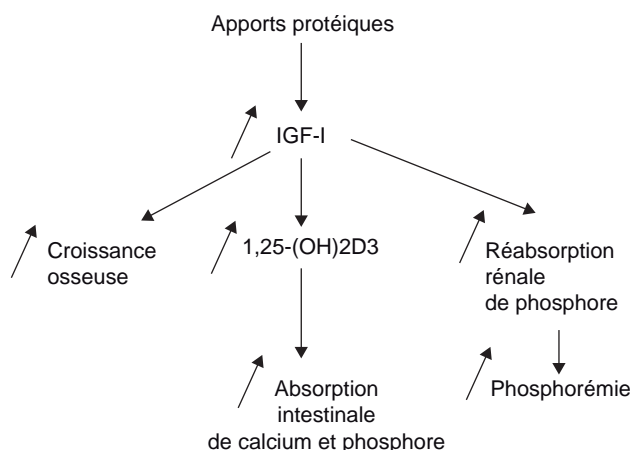 Apports protéiques
IGF-I
Croissance
osseuse
1,25-(OH)2D3
Réabsorption
rénale
de phosphore
Absorption
intestinale
de calcium et phosphore
Phosphorémie